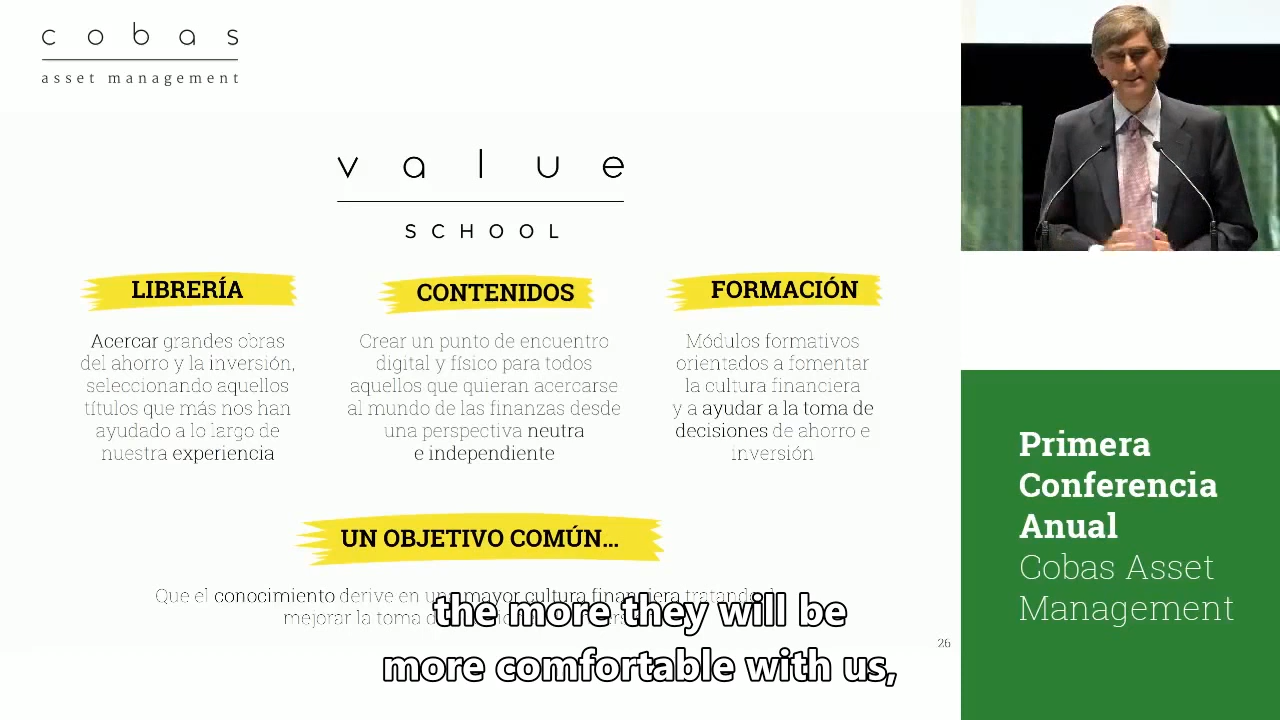 cobas
asset management
value
SCHOOL
LIBRERÍA
Acercar grandes obras
del ahorro y la inversión,
seleccionando aquellos
títulos que más nos han
ayudado a lo largo de
nuestra experiencia
CONTENIDOS
Crear un punto de encuentro
digital y físico para todos
aquellos que quieran acercarse
al mundo de las finanzas desde
una perspectiva neutra
e independiente
FORMACIÓN
Módulos formativos
orientados a fomentar
la cultura financiera
y a ayudar a la toma de
decisiones de ahorro e
inversión
UN OBJETIVO COMÚN...
Que el conocimiento derive en una mayor cultura financiera tratando
mejorar la toma
the more they will be
more comfortable with us,
26
Primera
Conferencia
Anual
Cobas Asset
Management